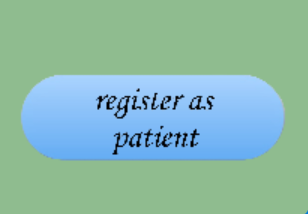 register as
patient